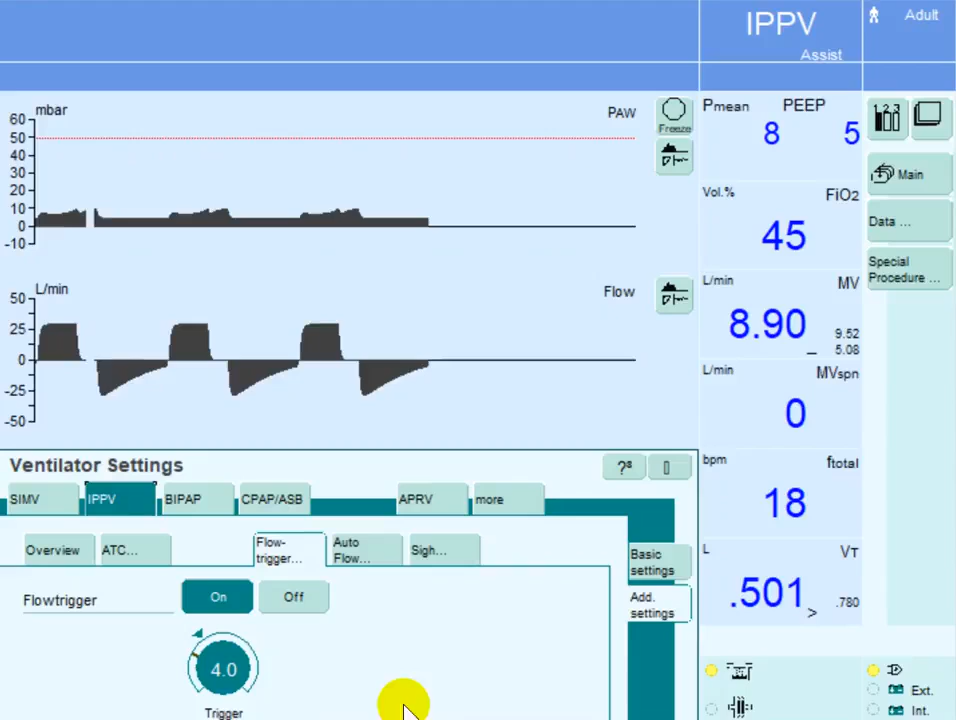 IPPV
Assist
Adult
mbar
PAW
60
50
40
30
20
10
0
-10
Freeze
Pmean
PEEP
8
5
Vol.%
FiO2
45
L/min
MV
8.90
9.52
5.08
L/min
MVspn
0
bpm
ftotal
18
L
VT
.501
>
.780
1 2 3
Main
Data ...
Special
Procedure ...
L/min
Flow
50
25
0
-25
-50
Ventilator Settings
?
SIMV
IPPV
BIPAP
CPAP/ASB
APRV
more
Overview
ATC...
Flow-
trigger...
Auto
Flow...
Sigh...
Basic
settings
Add.
settings
Flowtrigger
On
Off
4.0
Trigger
Ext.
Int.